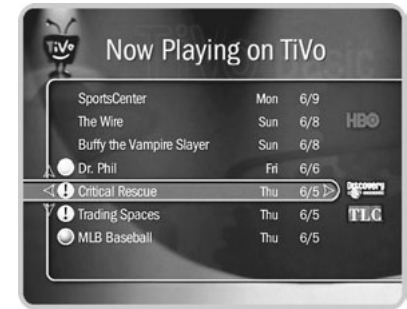 TiVo
Now Playing on TiVo
SportsCenter Mon 6/9
The Wire Sun 6/8 HBO
Buffy the Vampire Slayer Sun 6/8
Dr. Phil Fri 6/6
! Critical Rescue Thu 6/5 Discovery
! Trading Spaces Thu 6/5 TLC
MLB Baseball Thu 6/5